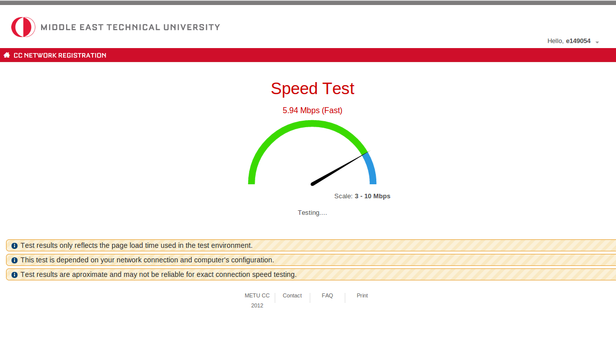 MIDDLE EAST TECHNICAL UNIVERSITY
Hello, e149054
CC NETWORK REGISTRATION
Speed Test
5.94 Mbps (Fast)
Scale: 3 - 10 Mbps
Testing....
Test results only reflects the page load time used in the test environment.
This test is depended on your network connection and computer's configuration.
Test results are aproximate and may not be reliable for exact connection speed testing.
METU CC Contact FAQ Print
2012